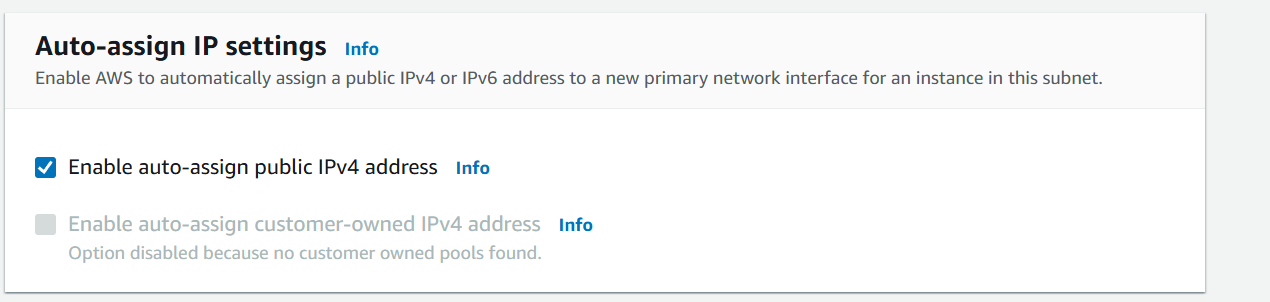 Auto-assign IP settings Info
Enable AWS to automatically assign a public IPv4 or IPv6 address to a new primary network interface for an instance in this subnet.
Enable auto-assign public IPv4 address Info
Enable auto-assign customer-owned IPv4 address Info
Option disabled because no customer owned pools found.